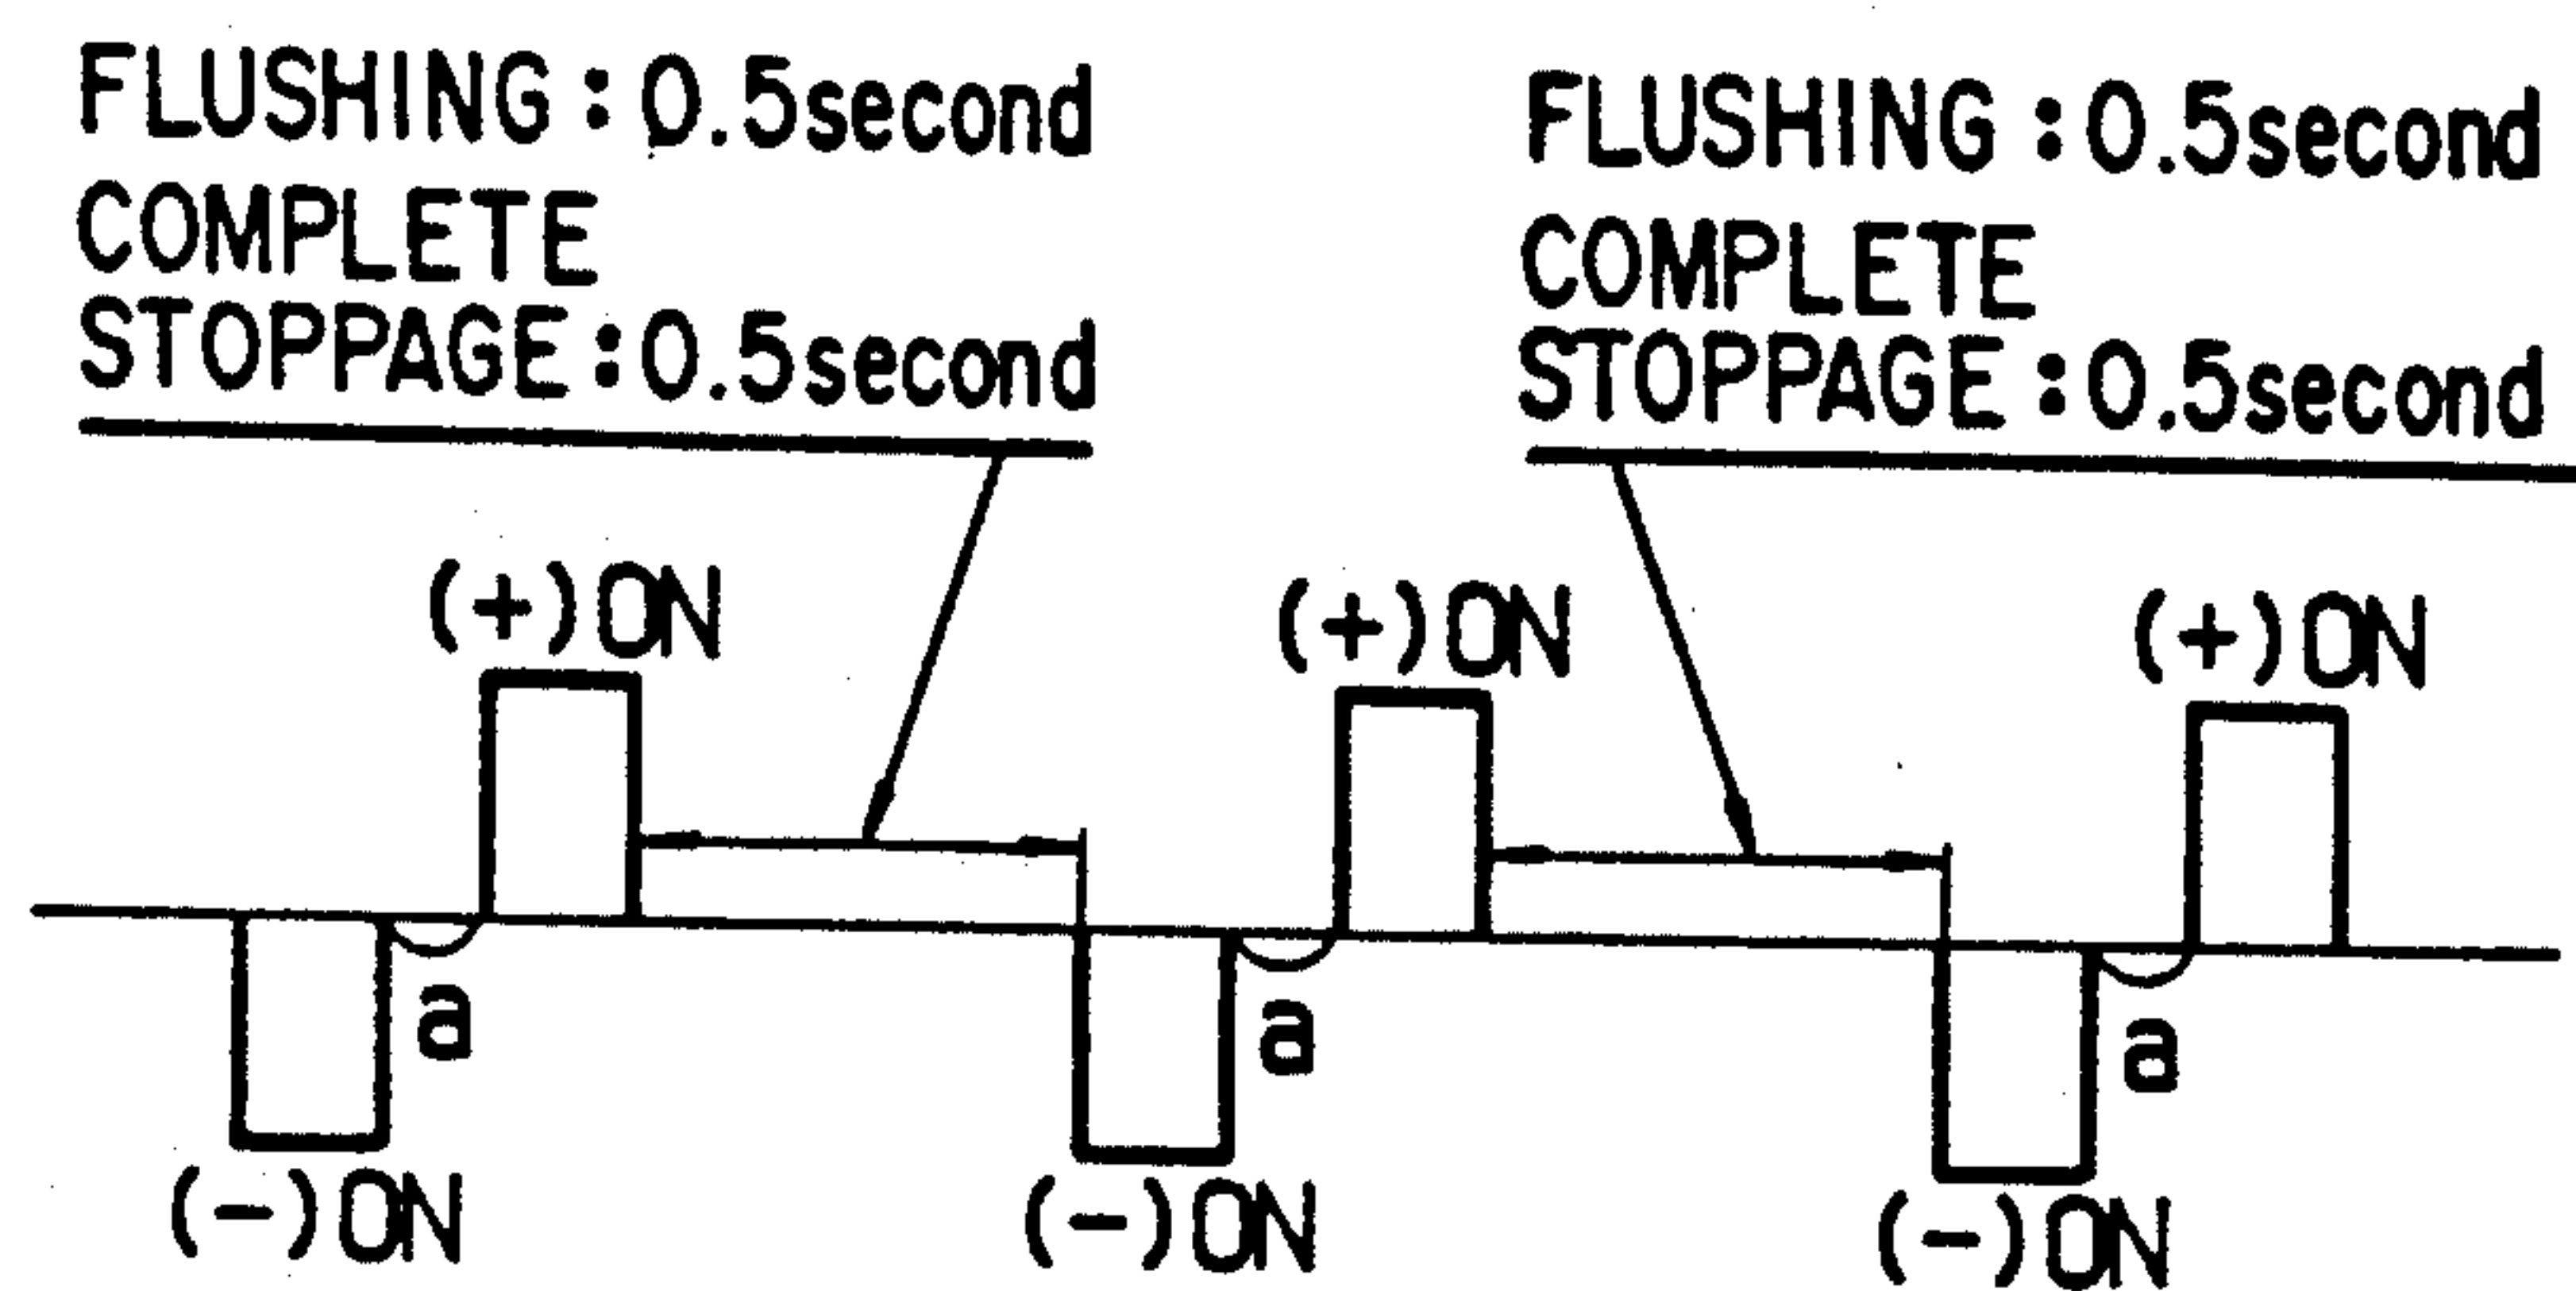 FLUSHING : 0.5second
COMPLETE
STOPPAGE : 0.5second
FLUSHING : 0.5second
COMPLETE
STOPPAGE : 0.5second
(+)ON
(+)ON
(+)ON
a
a
a
(-)ON
(-)ON
(-)ON